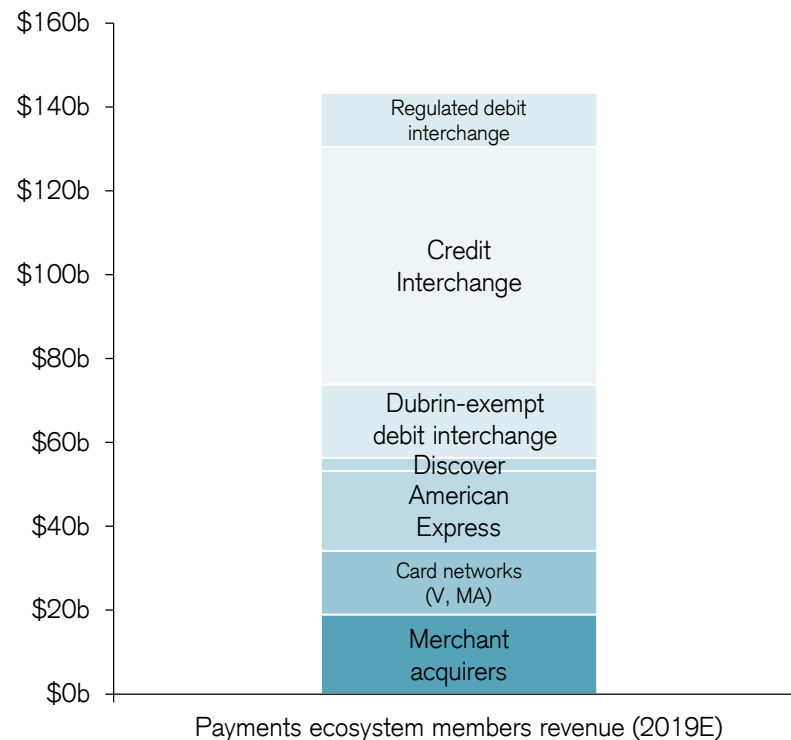 $160b
$140b
$120b
$100b
$80b
$60b
$40b
$20b
$0b
Regulated debit
interchange
Credit
Interchange
Dubrin-exempt
debit interchange
Discover
American
Express
Card networks
(V, MA)
Merchant
acquirers
Payments ecosystem members revenue (2019E)